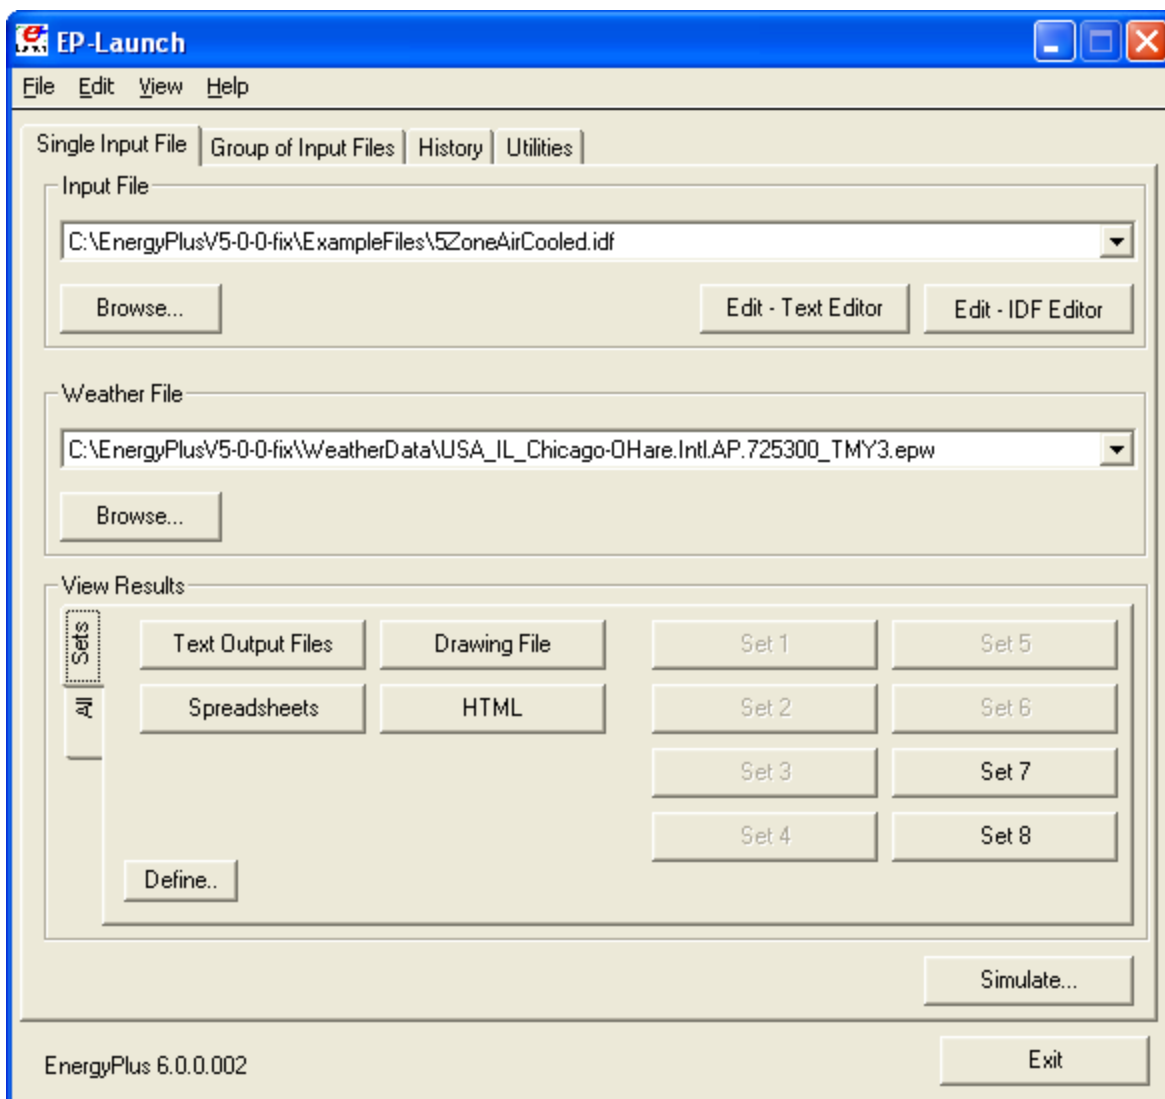 EP-Launch
File Edit View Help
Single Input File Group of Input Files History Utilities
Input File
C:\EnergyPlusV5-0-0-fix\ExampleFiles\5ZoneAirCooled.idf
Browse... Edit - Text Editor Edit - IDF Editor
Weather File
C:\EnergyPlusV5-0-0-fix\WeatherData\USA_IL_Chicago-OHare.Intl.AP.725300_TMY3.epw
Browse...
View Results
Sets
All
Text Output Files Drawing File Set 1 Set 5
Spreadsheets HTML Set 2 Set 6
Set 3 Set 7
Set 4 Set 8
Define..
Simulate...
EnergyPlus 6.0.0.002 Exit